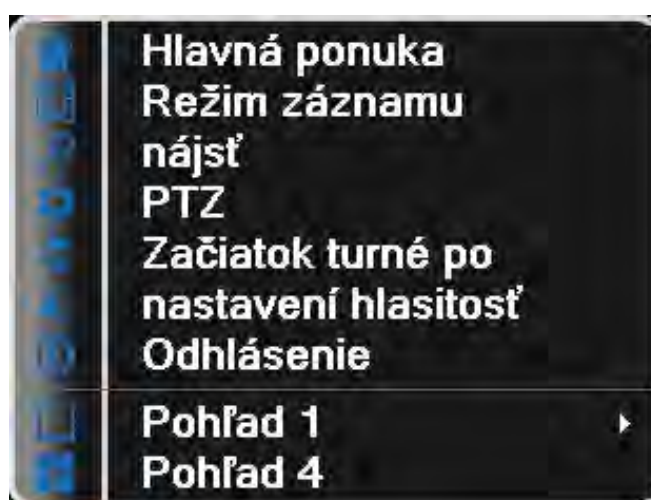 Hlavná ponuka
Režim záznamu
nájsť
PTZ
Začiatok turné po
nastavení hlasitosť
Odhlásenie
Pohľad 1
Pohľad 4